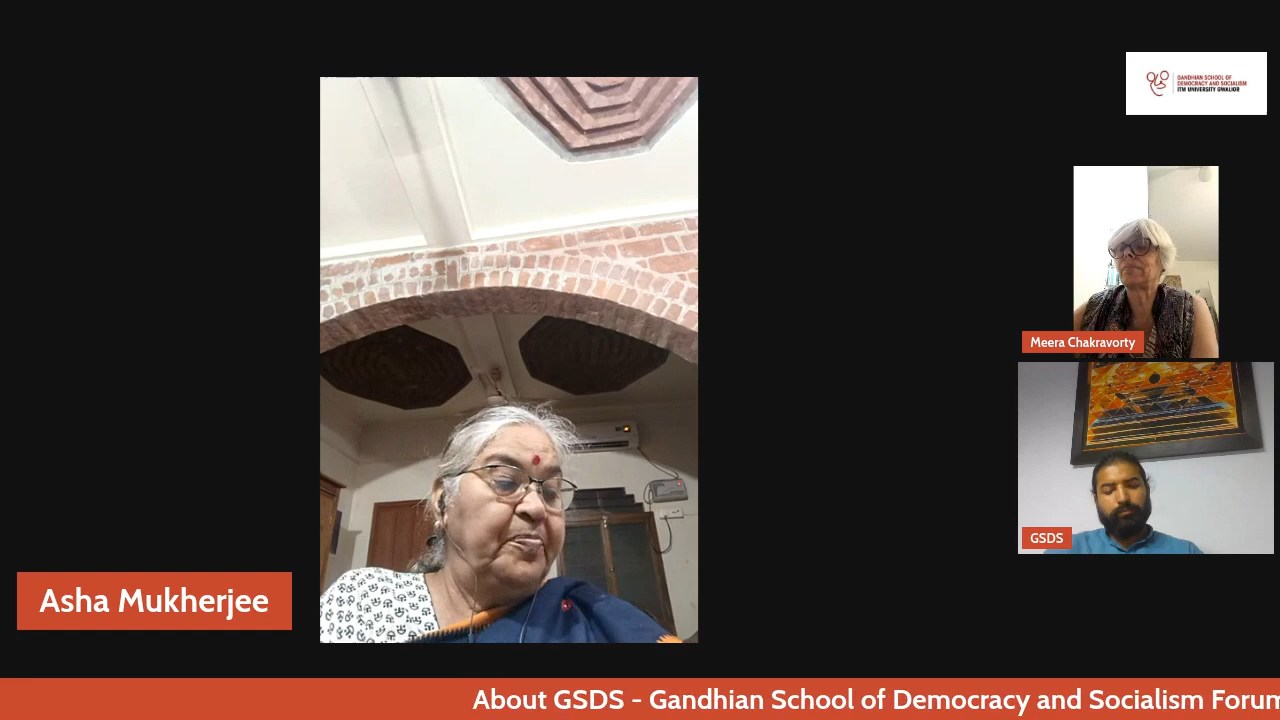 GANDHIAN SCHOOL OF
DEMOCRACY AND SOCIALISM
ITM UNIVERSITY GWALIOR
Meera Chakravorty
GSDS
Asha Mukherjee
About GSDS - Gandhian School of Democracy and Socialism Forum